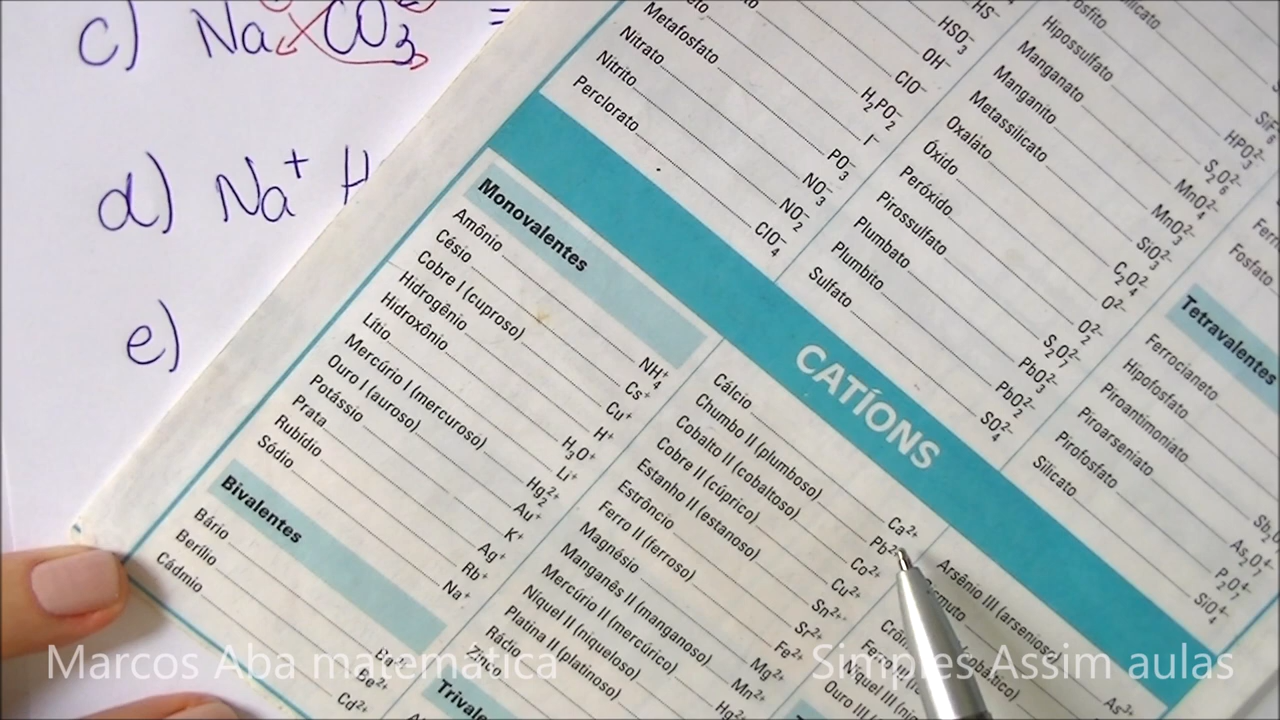 c) Na CO3 =
d) Na+ H
e)
HS−
HSO3−
OH−
ClO−
H2PO2−
I−
Metafosfato PO3−
Nitrato NO3−
Nitrito NO2−
Perclorato ClO4−
Hipossulfato S2O6 2−
Manganato MnO4 2−
Manganito MnO3 2−
Metassilicato SiO3 2−
Oxalato C2O4 2−
Óxido O2−
Peróxido O2 2−
Pirossulfato S2O7 2−
Plumbato PbO3 2−
Plumbito PbO2 2−
Sulfato SO4 2−
HPO3 2−
Fosfato
Tetravalentes
Ferrocianeto
Hipofosfato
Piroantimoniato
Piroarseniato As2O7 4−
Pirofosfato P2O7 4−
Silicato SiO4 4−
CATÍONS
Monovalentes
Amônio NH4+
Césio Cs+
Cobre I (cuproso) Cu+
Hidrogênio H+
Hidroxônio H3O+
Lítio Li+
Mercúrio I (mercuroso) Hg2 2+
Ouro I (auroso) Au+
Potássio K+
Prata Ag+
Rubídio Rb+
Sódio Na+
Bivalentes
Bário
Berílio Be2+
Cádmio Cd2+
Cálcio Ca2+
Chumbo II (plumboso) Pb2+
Cobalto II (cobaltoso) Co2+
Cobre II (cúprico) Cu2+
Estanho II (estanoso) Sn2+
Estrôncio Sr2+
Ferro II (ferroso) Fe2+
Magnésio Mg2+
Manganês II (manganoso) Mn2+
Mercúrio II (mercúrico) Hg2+
Níquel II (niqueloso)
Platina II (platinoso)
Rádio
Zinco
Arsênio III (arsenioso) As3+
Níquel III
Ouro III
Marcos Aba matemática
Simples Assim aulas